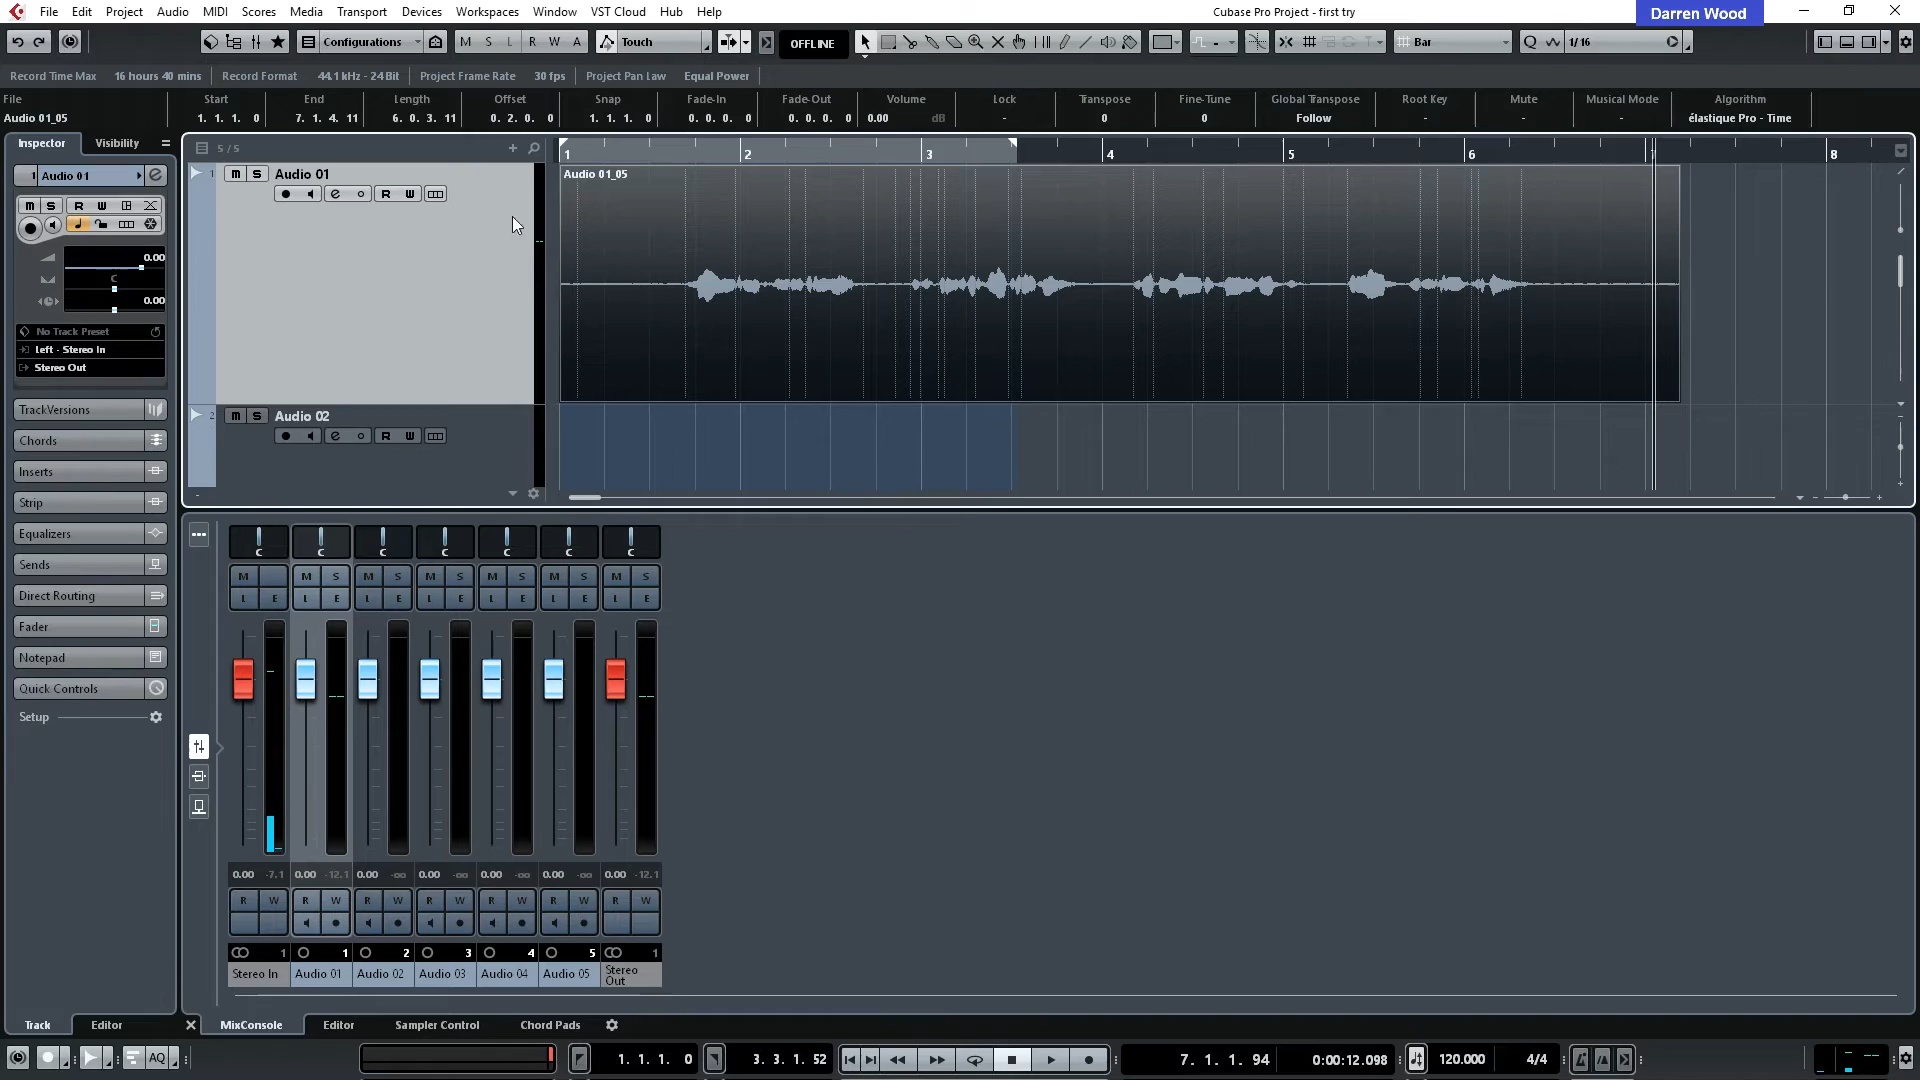 File Edit Project Audio MIDI Scores Media Transport Devices Workspaces Window VST Cloud Hub Help Cubase Pro Project - first try Darren Wood
Configurations M S L R W A Touch OFFLINE Bar Q 1/16
Record Time Max 16 hours 40 mins Record Format 44.1 kHz - 24 Bit Project Frame Rate 30 fps Project Pan Law Equal Power
File Start End Length Offset Snap Fade-In Fade-Out Volume Lock Transpose Fine-Tune Global Transpose Root Key Mute Musical Mode Algorithm
Audio 01_05 1. 1. 1. 0 7. 1. 4. 11 6. 0. 3. 11 0. 2. 0. 0 1. 1. 1. 0 0. 0. 0. 0 0. 0. 0. 0 0.00 dB - 0 0 Follow - - - élastique Pro - Time
Inspector Visibility 5 / 5
1 2 3 4 5 6 7 8
1 Audio 01 1 M S Audio 01 Audio 01_05
M S R W R W
0.00
C
0.00
No Track Preset
Left - Stereo In
Stereo Out
TrackVersions 2 M S Audio 02
R W
Chords
Inserts
Strip
Equalizers
Sends
Direct Routing
Fader
Notepad
Quick Controls
Setup
C C C C C C C
M M S M S M S M S M S M S
L E L E L E L E L E L E L E
0.00 -7.1 0.00 -12.1 0.00 -oo 0.00 -oo 0.00 -oo 0.00 -oo 0.00 -12.1
R W R W R W R W R W R W R W
1 1 2 3 4 5 1
Stereo In Audio 01 Audio 02 Audio 03 Audio 04 Audio 05 Stereo Out
Track Editor MixConsole Editor Sampler Control Chord Pads
AQ 1. 1. 1. 0 3. 3. 1. 52 7. 1. 1. 94 0:00:12.098 120.000 4/4